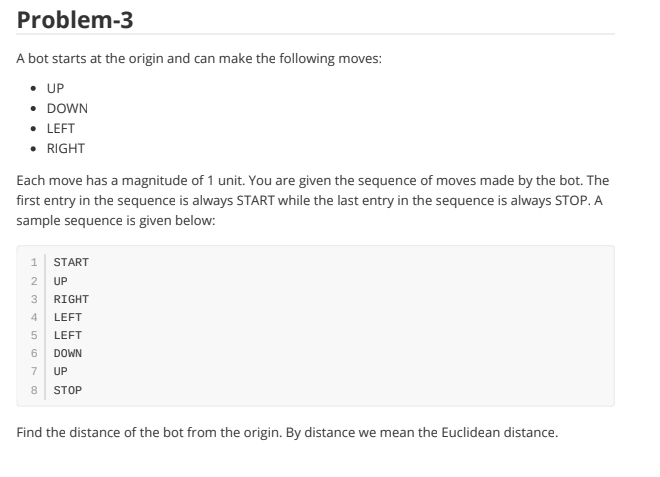 Problem-3
A bot starts at the origin and can make the following moves:
• UP
• DOWN
• LEFT
• RIGHT
Each move has a magnitude of 1 unit. You are given the sequence of moves made by the bot. The
first entry in the sequence is always START while the last entry in the sequence is always STOP. A
sample sequence is given below:
1 START
2 UP
3 RIGHT
4 LEFT
5 LEFT
6 DOWN
7 UP
8 STOP
Find the distance of the bot from the origin. By distance we mean the Euclidean distance.